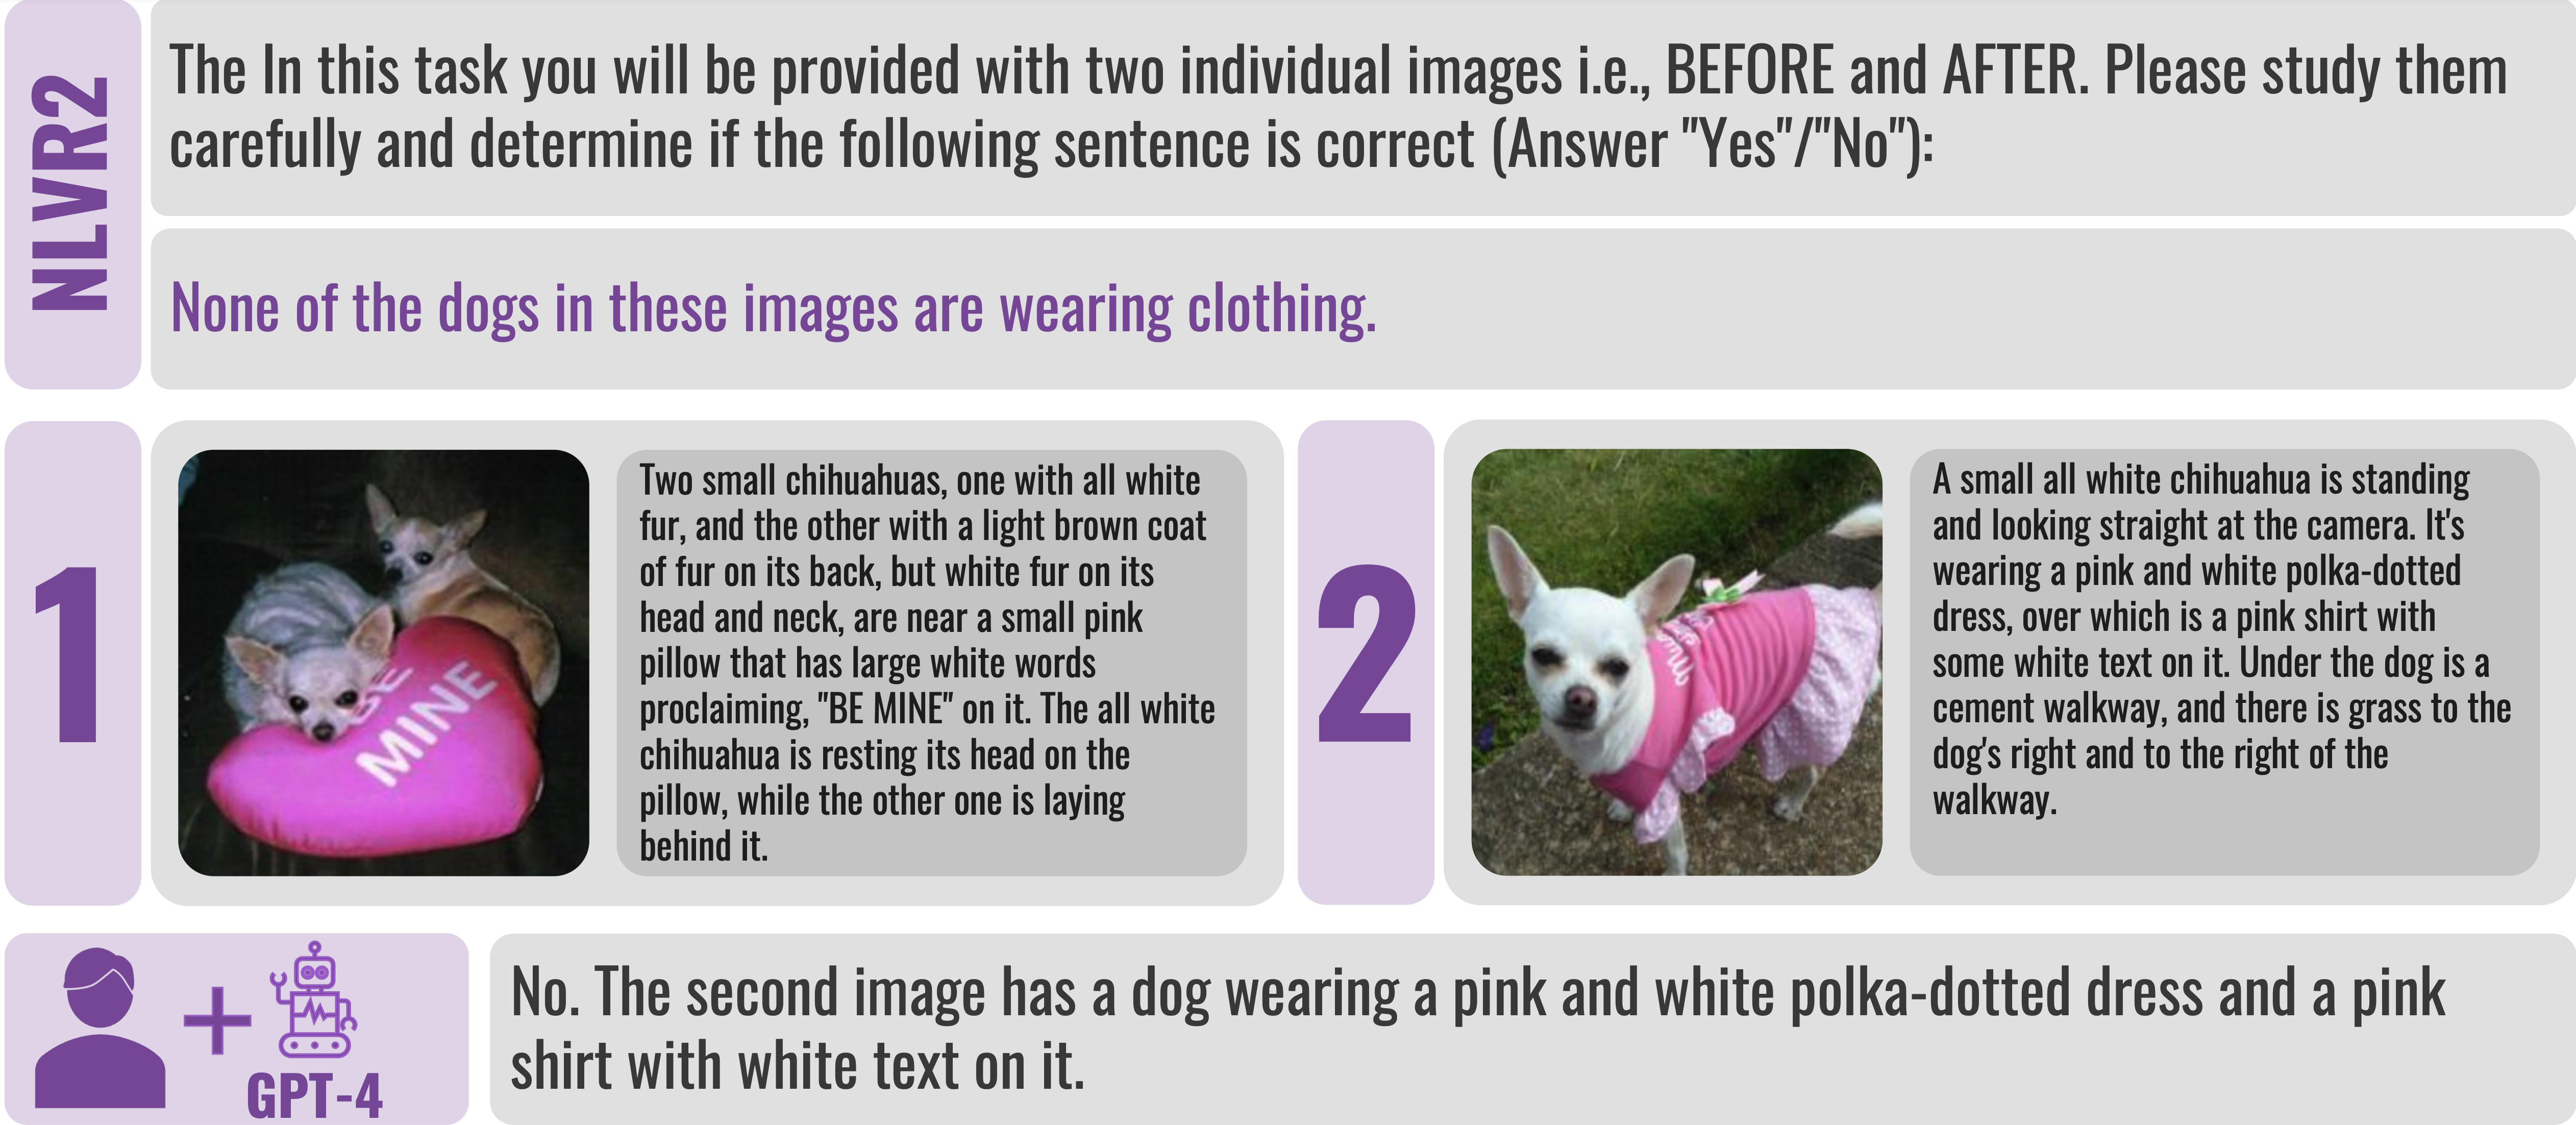 NLVR2
The In this task you will be provided with two individual images i.e., BEFORE and AFTER. Please study them
carefully and determine if the following sentence is correct (Answer "Yes"/"No"):
None of the dogs in these images are wearing clothing.
1
BE
MINE
Two small chihuahuas, one with all white
fur, and the other with a light brown coat
of fur on its back, but white fur on its
head and neck, are near a small pink
pillow that has large white words
proclaiming, "BE MINE" on it. The all white
chihuahua is resting its head on the
pillow, while the other one is laying
behind it.
2
A small all white chihuahua is standing
and looking straight at the camera. It's
wearing a pink and white polka-dotted
dress, over which is a pink shirt with
some white text on it. Under the dog is a
cement walkway, and there is grass to the
dog's right and to the right of the
walkway.
GPT-4
No. The second image has a dog wearing a pink and white polka-dotted dress and a pink
shirt with white text on it.